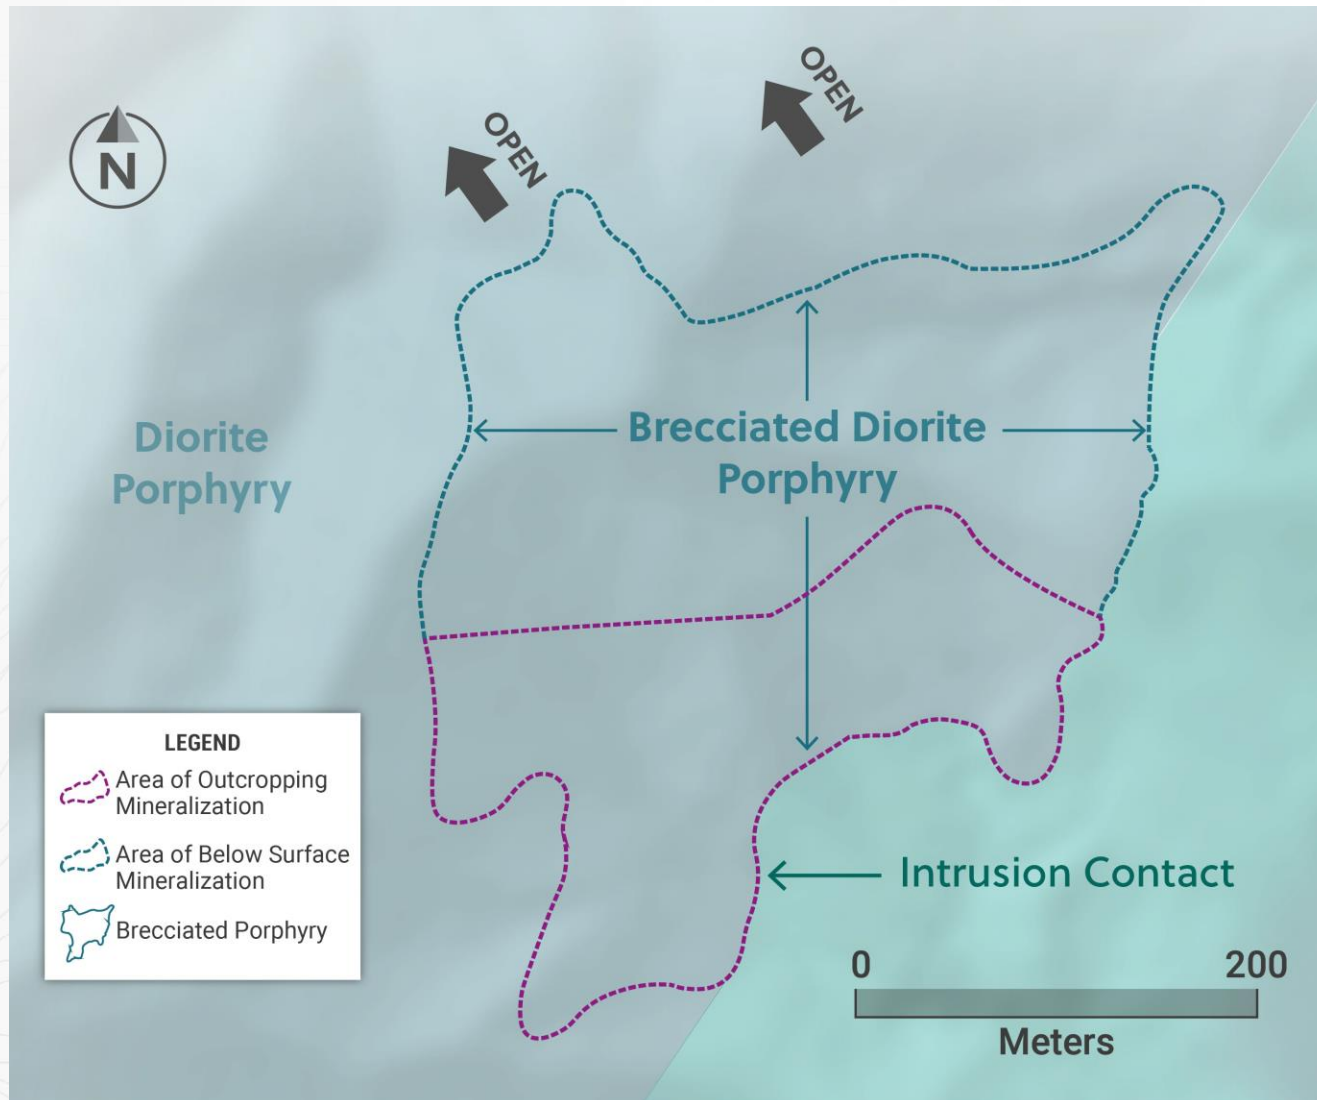 OPEN
OPEN
N
Diorite
Porphyry
Brecciated Diorite
Porphyry
LEGEND
Area of Outcropping
Mineralization
Area of Below Surface
Mineralization
Brecciated Porphyry
Intrusion Contact
0 200
Meters